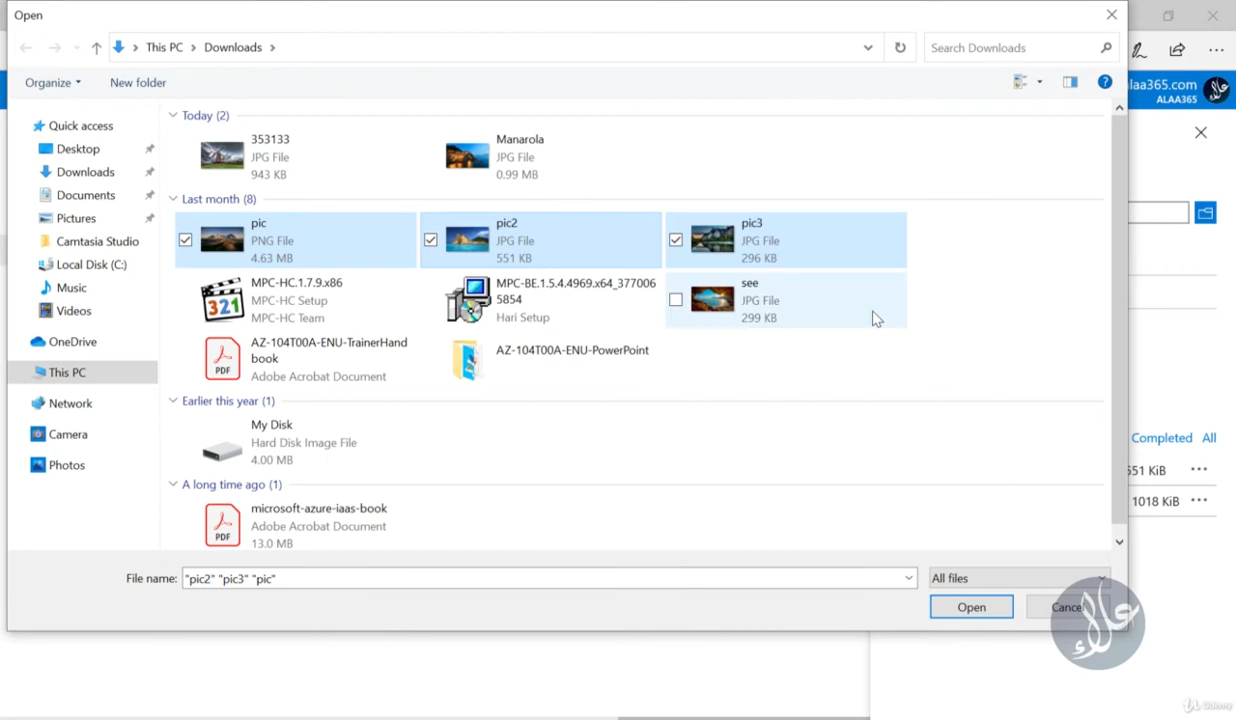 Open
This PC > Downloads >
Search Downloads
Organize
New folder
laa365.com
ALAA365
Quick access
Desktop
Downloads
Documents
Pictures
Camtasia Studio
Local Disk (C:)
Music
Videos
OneDrive
This PC
Network
Camera
Photos
Today (2)
353133
JPG File
943 KB
Manarola
JPG File
0.99 MB
Last month (8)
pic
PNG File
4.63 MB
pic2
JPG File
551 KB
pic3
JPG File
296 KB
MPC-HC.1.7.9.x86
MPC-HC Setup
MPC-HC Team
MPC-BE.1.5.4.4969.x64_377006
5854
Hari Setup
see
JPG File
299 KB
AZ-104T00A-ENU-TrainerHand
book
Adobe Acrobat Document
AZ-104T00A-ENU-PowerPoint
Earlier this year (1)
My Disk
Hard Disk Image File
4.00 MB
A long time ago (1)
microsoft-azure-iaas-book
Adobe Acrobat Document
13.0 MB
Completed All
551 KiB
1018 KiB
File name:
"pic2" "pic3" "pic"
All files
Open
Cancel
321
PDF
PDF
علاء
Udemy